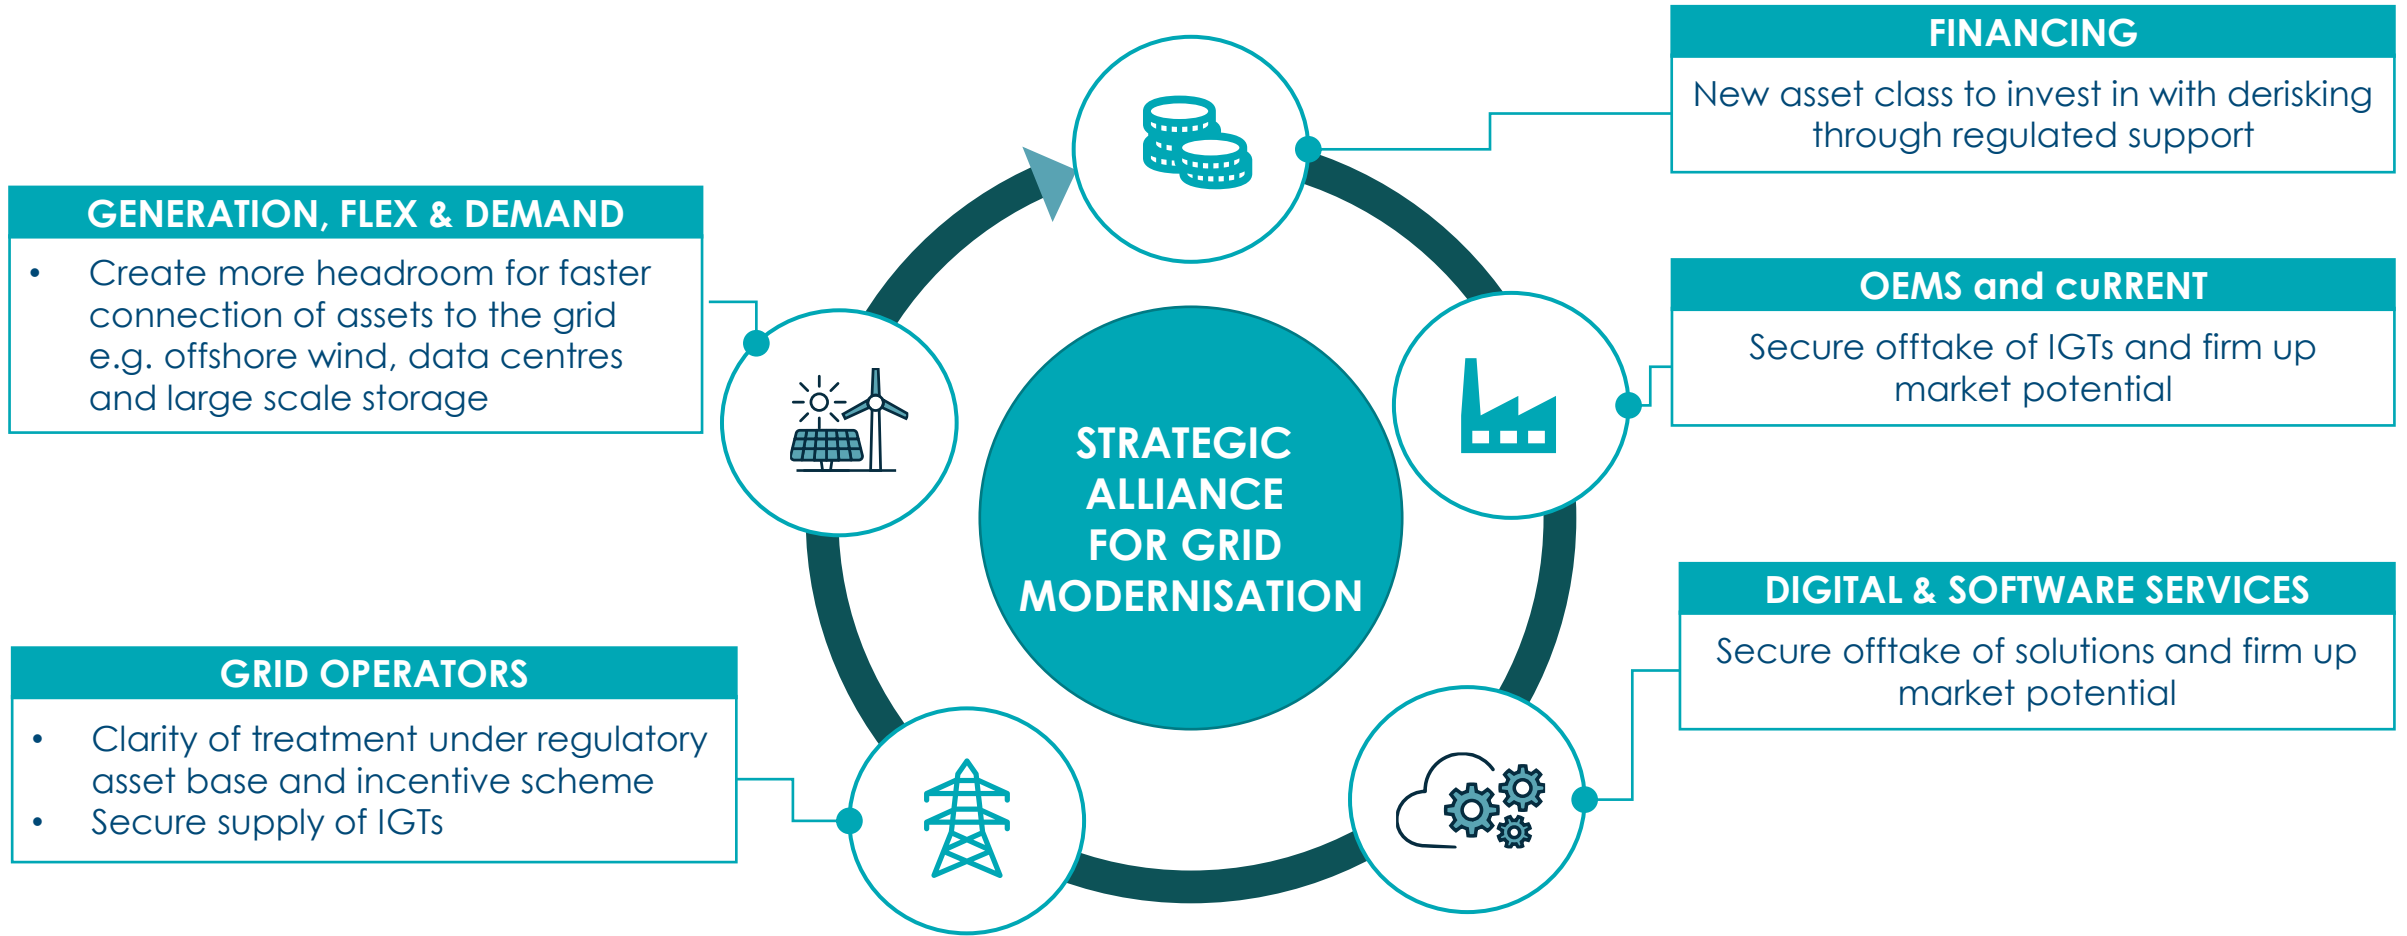 FINANCING
New asset class to invest in with derisking
through regulated support
GENERATION, FLEX & DEMAND
• Create more headroom for faster
connection of assets to the grid
e.g. offshore wind, data centres
and large scale storage
OEMS and cuRRENT
Secure offtake of IGTs and firm up
market potential
STRATEGIC
ALLIANCE
FOR GRID
MODERNISATION
DIGITAL & SOFTWARE SERVICES
Secure offtake of solutions and firm up
market potential
GRID OPERATORS
• Clarity of treatment under regulatory
asset base and incentive scheme
• Secure supply of IGTs